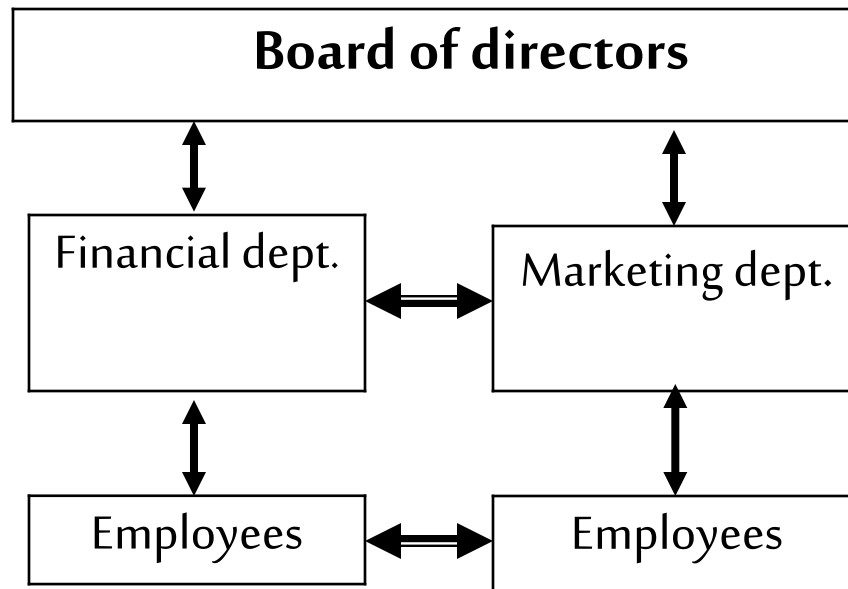 Board of directors
Financial dept.
Marketing dept.
Employees
Employees